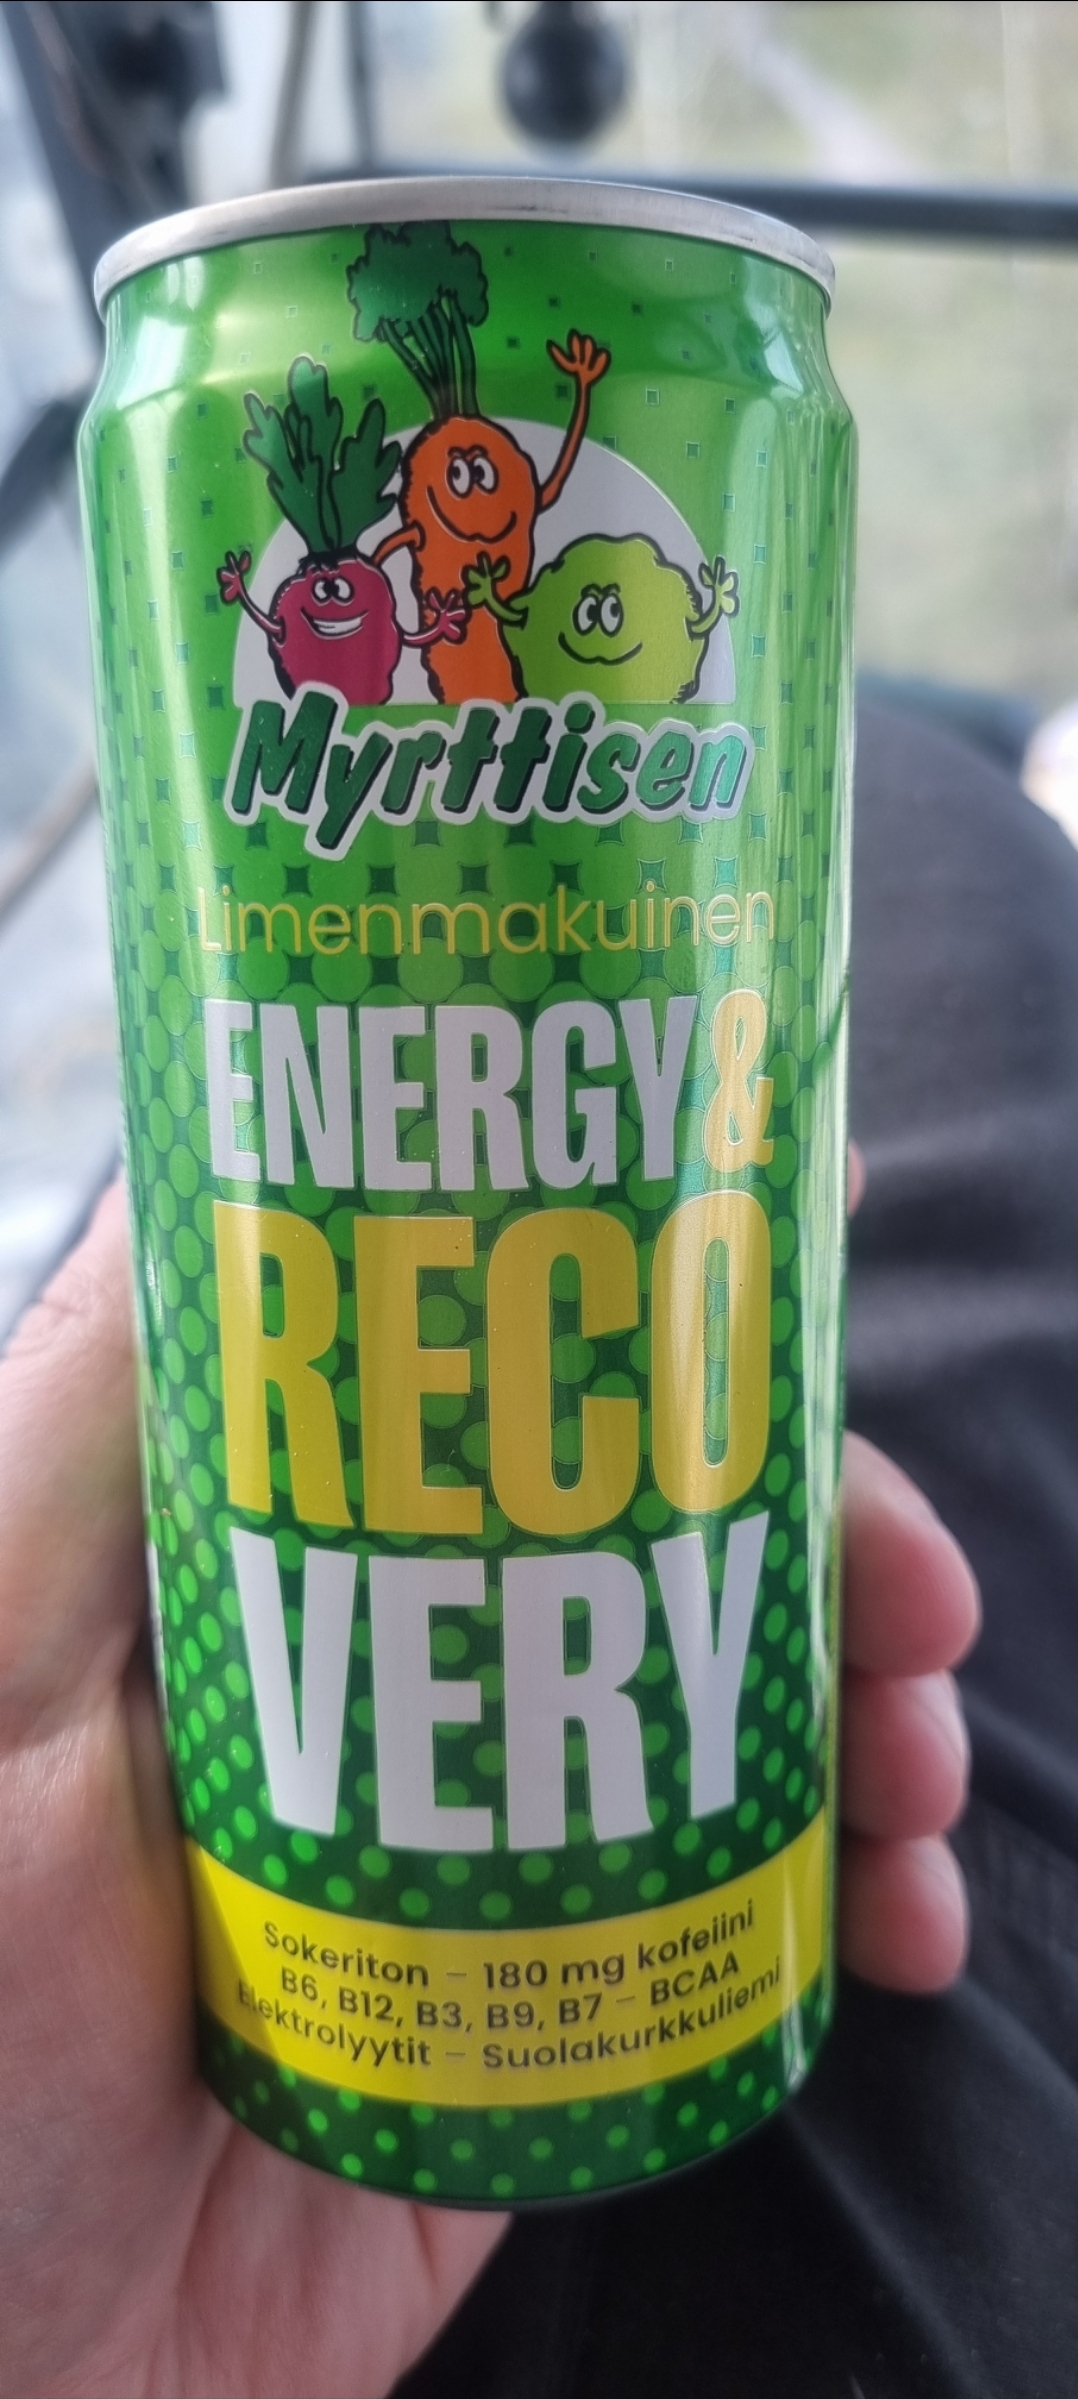 Myrttisen
Limenmakuinen
ENERGY&
RECO
VERY
Sokeriton – 180 mg kofeiini
B6, B12, B3, B9, B7 – BCAA
Elektrolyytit – Suolakurkkuliemi